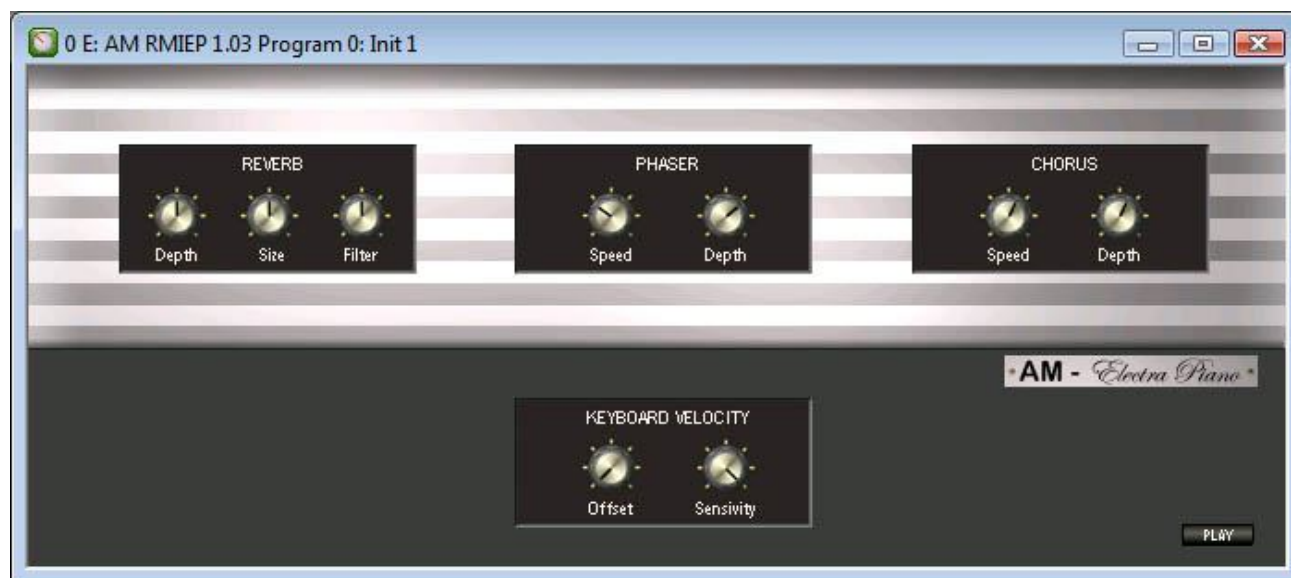 0 E: AM RMIEP 1.03 Program 0: Init 1
REVERB
Depth Size Filter
PHASER
Speed Depth
CHORUS
Speed Depth
AM - Electra Piano
KEYBOARD VELOCITY
Offset Sensivity
PLAY